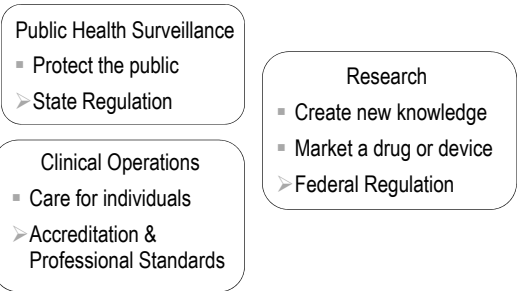 Public Health Surveillance
▪ Protect the public
➢ State Regulation
Clinical Operations
▪ Care for individuals
➢ Accreditation &
Professional Standards
Research
▪ Create new knowledge
▪ Market a drug or device
➢ Federal Regulation